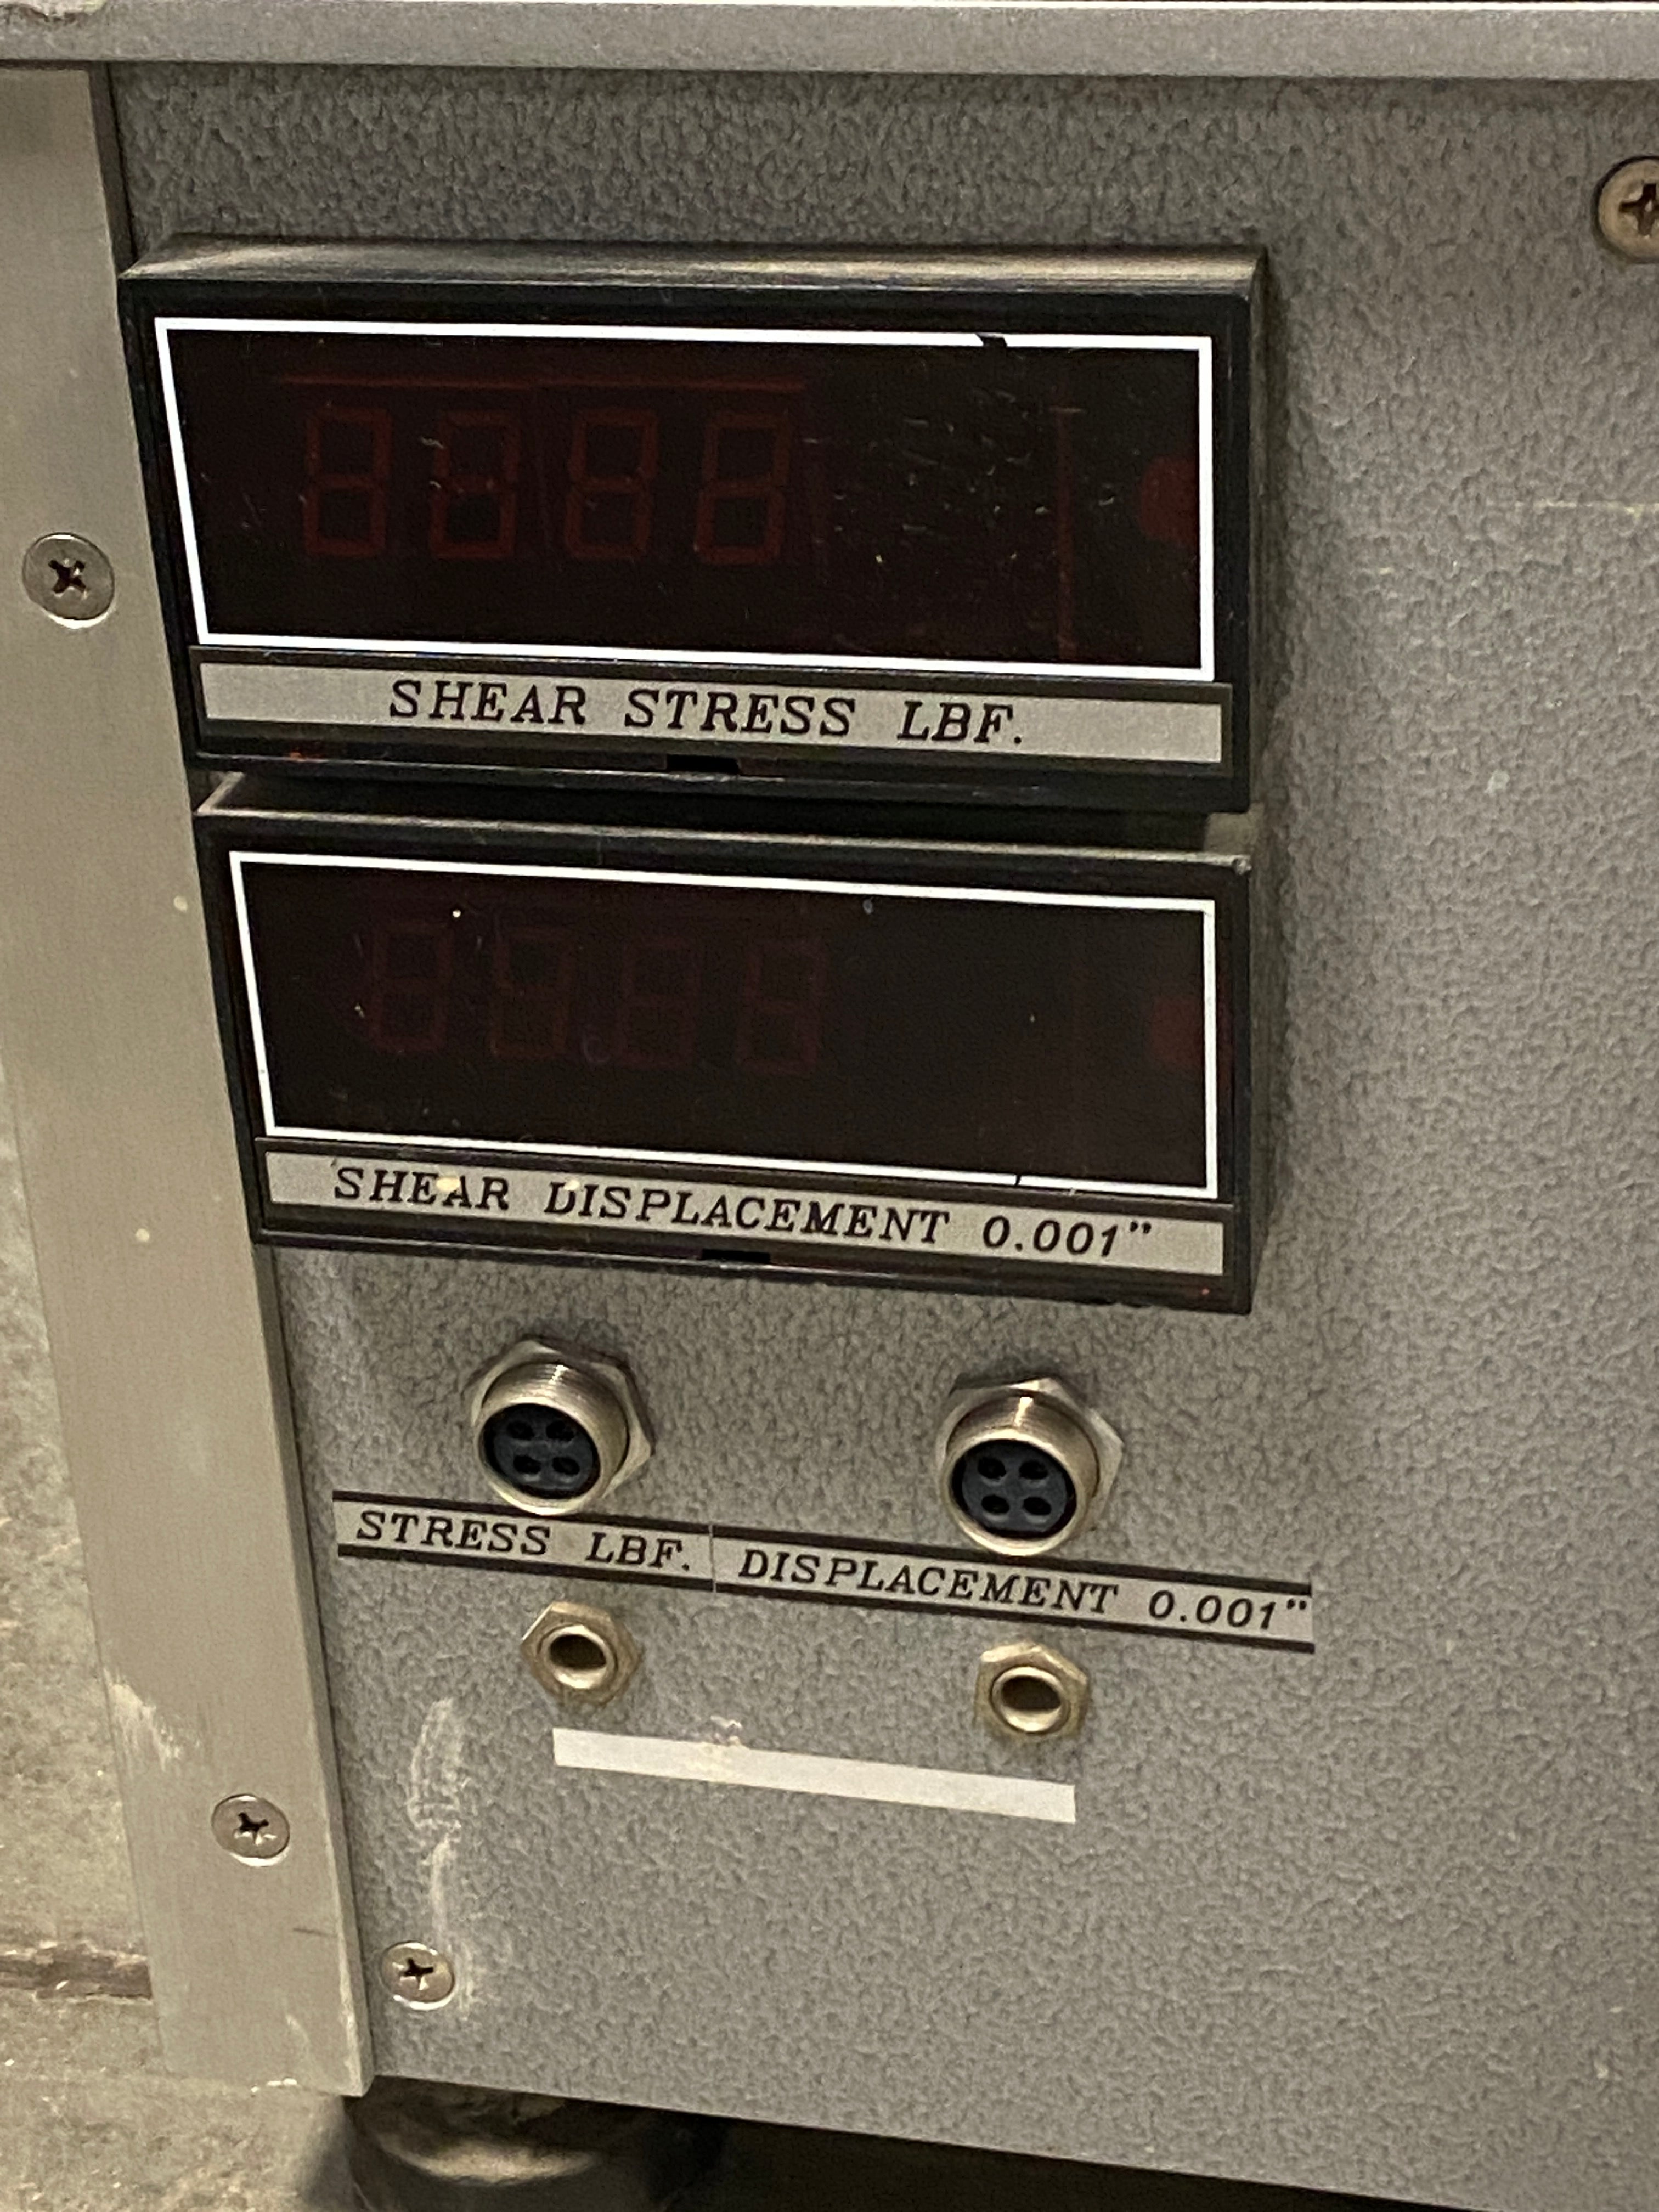 SHEAR STRESS LBF.
SHEAR DISPLACEMENT 0.001"
STRESS LBF.
DISPLACEMENT 0.001"